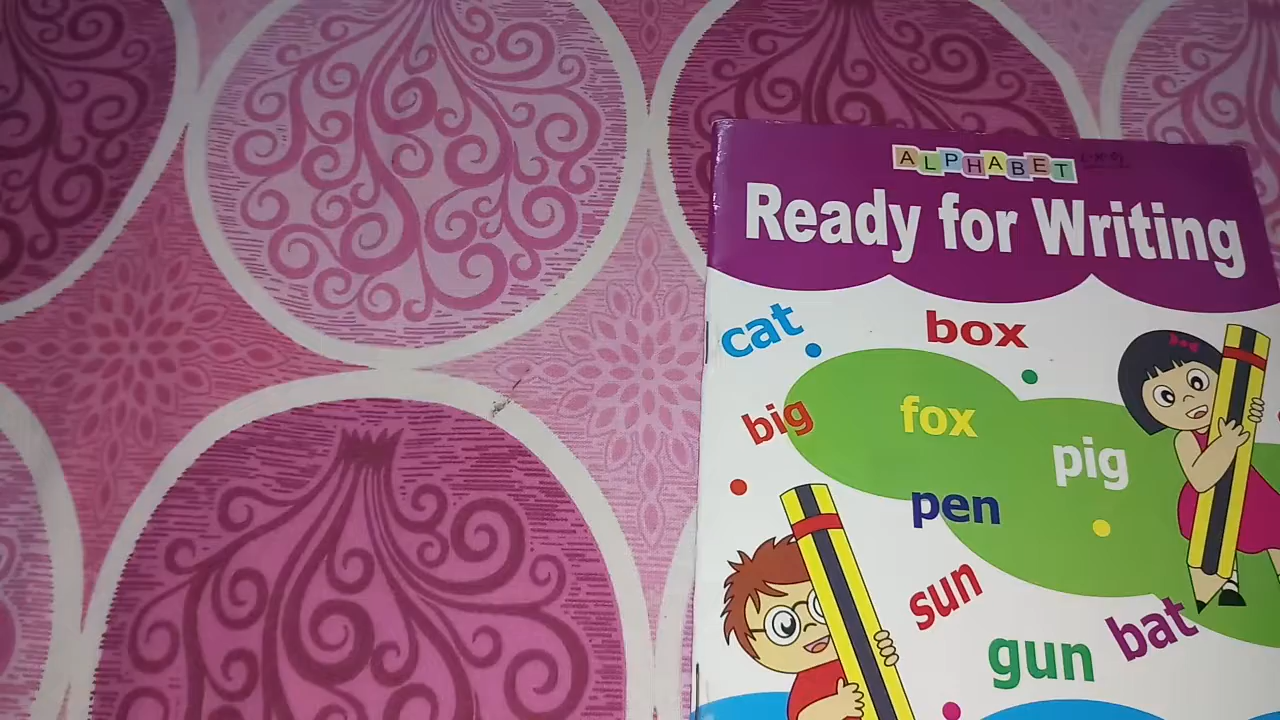 ALPHABET
Ready for Writing
cat
box
big
fox
pig
pen
sun
gun
bat